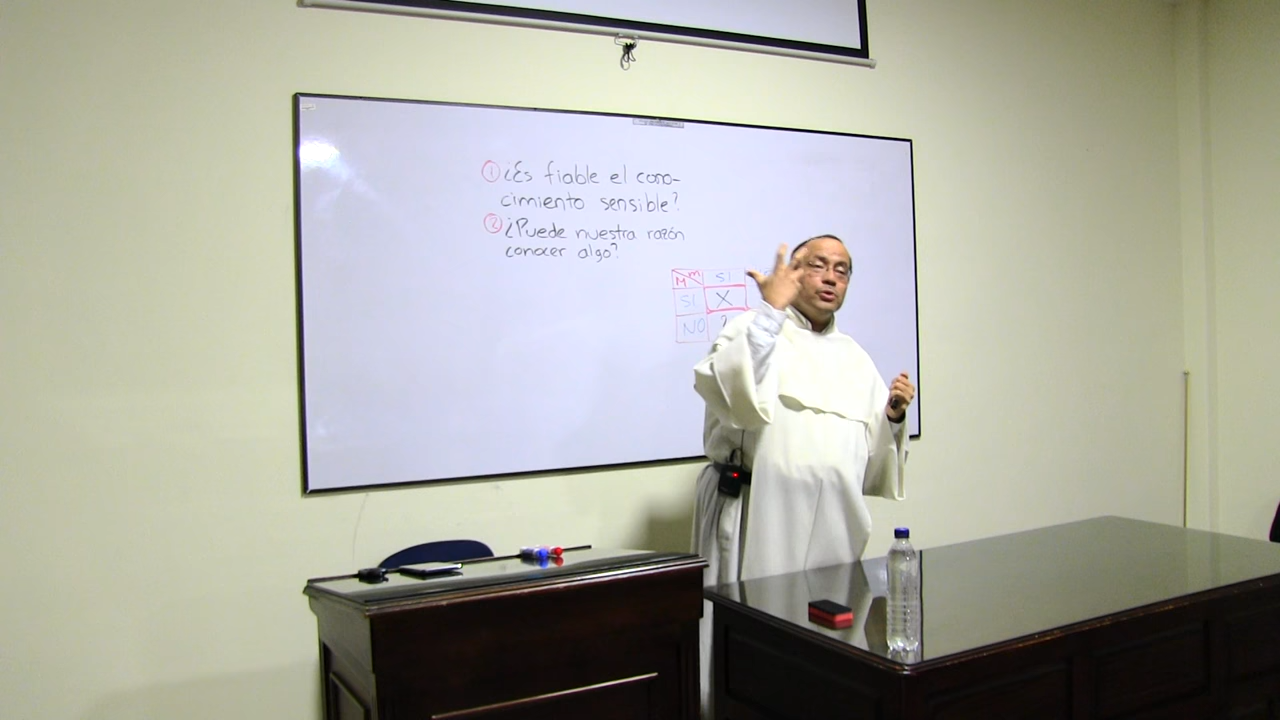 ① ¿Es fiable el cono-
cimiento sensible?
② ¿Puede nuestra razón
conocer algo?
M m SI
SI X
NO ?